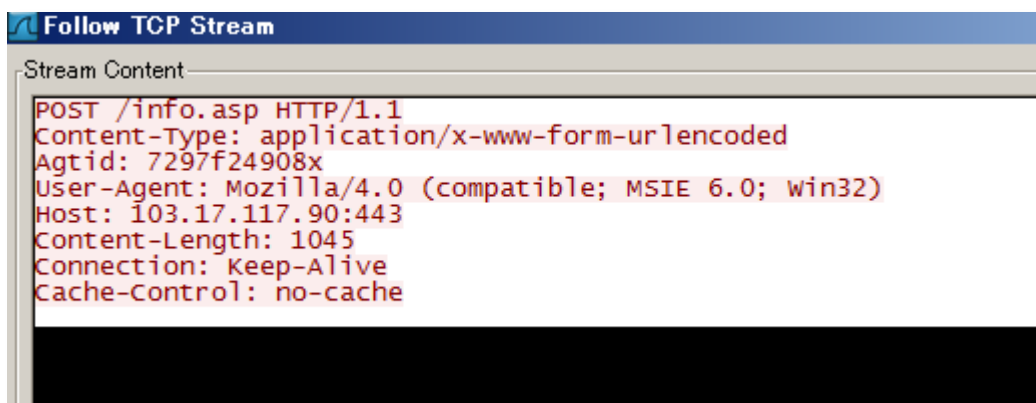 Follow TCP Stream
Stream Content
POST /info.asp HTTP/1.1
Content-Type: application/x-www-form-urlencoded
Agtid: 7297f24908x
User-Agent: Mozilla/4.0 (compatible; MSIE 6.0; Win32)
Host: 103.17.117.90:443
Content-Length: 1045
Connection: Keep-Alive
Cache-Control: no-cache